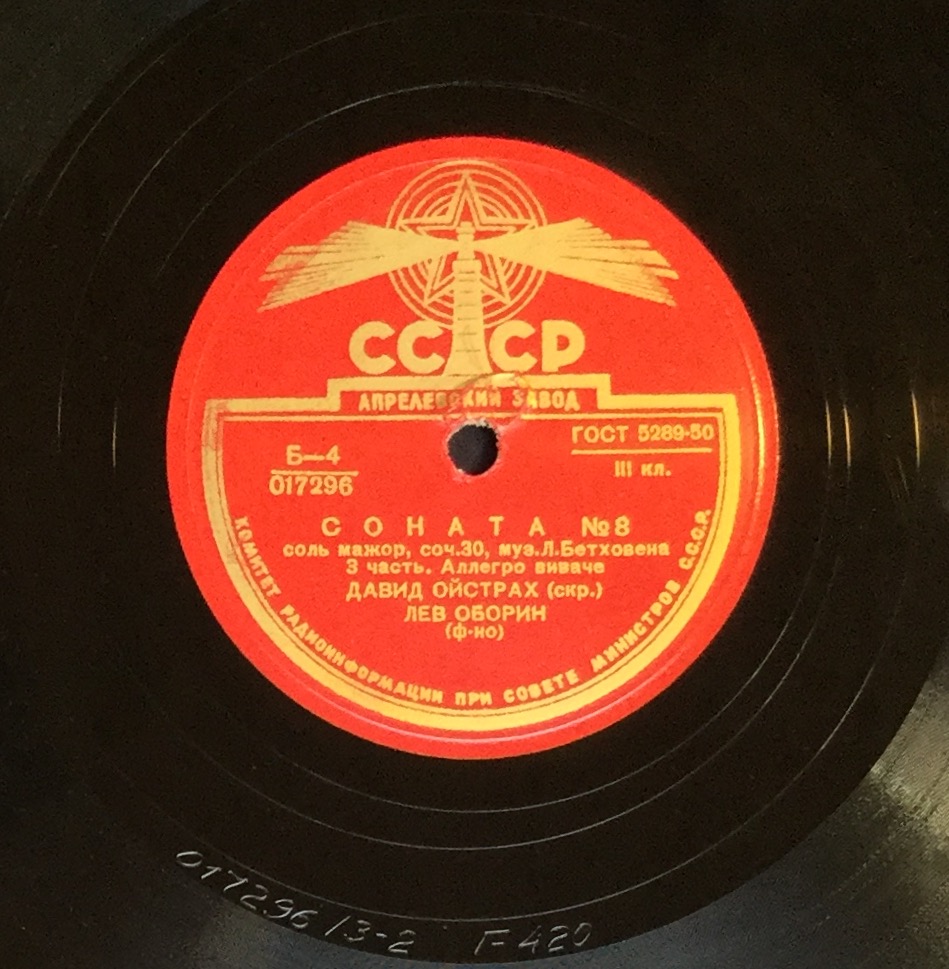 СССР
АПРЕЛЕВСКИЙ ЗАВОД
Б—4
017296
ГОСТ 5289-50
III кл.
СОНАТА №8
соль мажор, соч.30, муз.Л.Бетховена
3 часть. Аллегро виваче
ДАВИД ОЙСТРАХ (скр.)
ЛЕВ ОБОРИН
(ф-но)
КОМИТЕТ РАДИОИНФОРМАЦИИ ПРИ СОВЕТЕ МИНИСТРОВ С.С.С.Р.
017296/3-2 F420